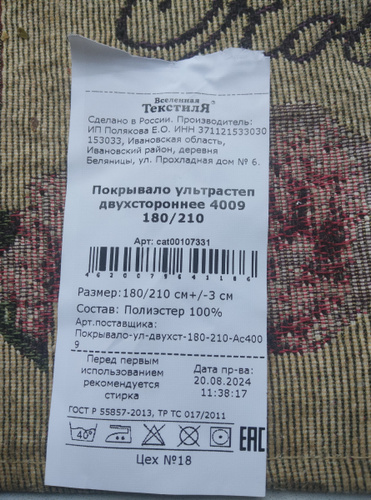 Вселенная
ТекстилЯ
Сделано в России. Производитель:
ИП Полякова Е.О. ИНН 371121533030
153033, Ивановская область,
Ивановский район, деревня
Беляницы, ул. Прохладная дом № 6.
Покрывало ультрастеп
двухстороннее 4009
180/210
Арт: cat00107331
Размер:180/210 см+/-3 см
Состав: Полиэстер 100%
Арт.поставщика:
Покрывало-ул-двухст-180-210-Ас400
9
Перед первым
использованием
рекомендуется
стирка
Дата пр-ва:
20.08.2024
11:38:17
ГОСТ Р 55857-2013, ТР ТС 017/2011
40°
EAC
Цех №18